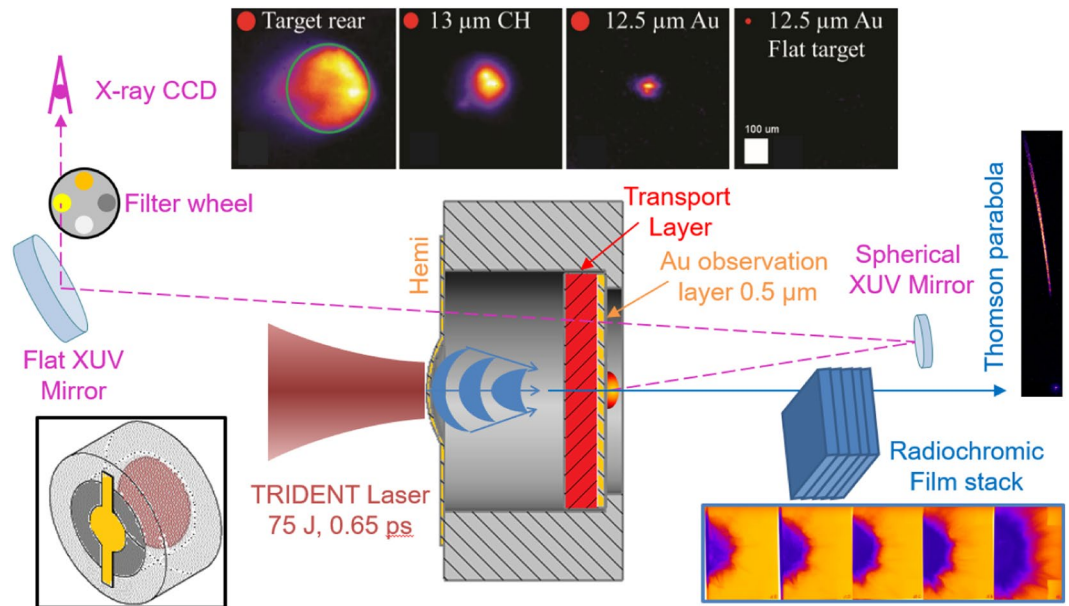 Target rear
13 µm CH
12.5 µm Au
12.5 µm Au
Flat target
100 um
X-ray CCD
Filter wheel
Flat XUV
Mirror
Hemi
Transport
Layer
Au observation
layer 0.5 µm
Spherical
XUV Mirror
Thomson parabola
TRIDENT Laser
75 J, 0.65 ps
Radiochromic
Film stack